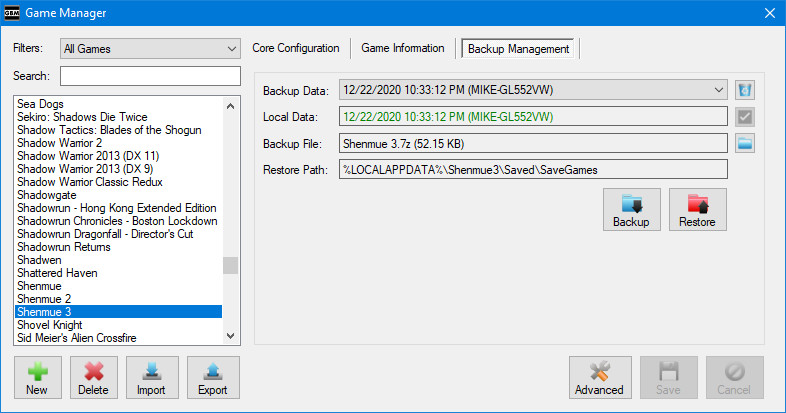 GBM Game Manager
Filters: All Games
Search:
Sea Dogs
Sekiro: Shadows Die Twice
Shadow Tactics: Blades of the Shogun
Shadow Warrior 2
Shadow Warrior 2013 (DX 11)
Shadow Warrior 2013 (DX 9)
Shadow Warrior Classic Redux
Shadowgate
Shadowrun - Hong Kong Extended Edition
Shadowrun Chronicles - Boston Lockdown
Shadowrun Dragonfall - Director's Cut
Shadowrun Returns
Shadwen
Shattered Haven
Shenmue
Shenmue 2
Shenmue 3
Shovel Knight
Sid Meier's Alien Crossfire
New Delete Import Export
Core Configuration Game Information Backup Management
Backup Data: 12/22/2020 10:33:12 PM (MIKE-GL552VW)
Local Data: 12/22/2020 10:33:12 PM (MIKE-GL552VW)
Backup File: Shenmue 3.7z (52.15 KB)
Restore Path: %LOCALAPPDATA%\Shenmue3\Saved\SaveGames
Backup Restore
Advanced Save Cancel